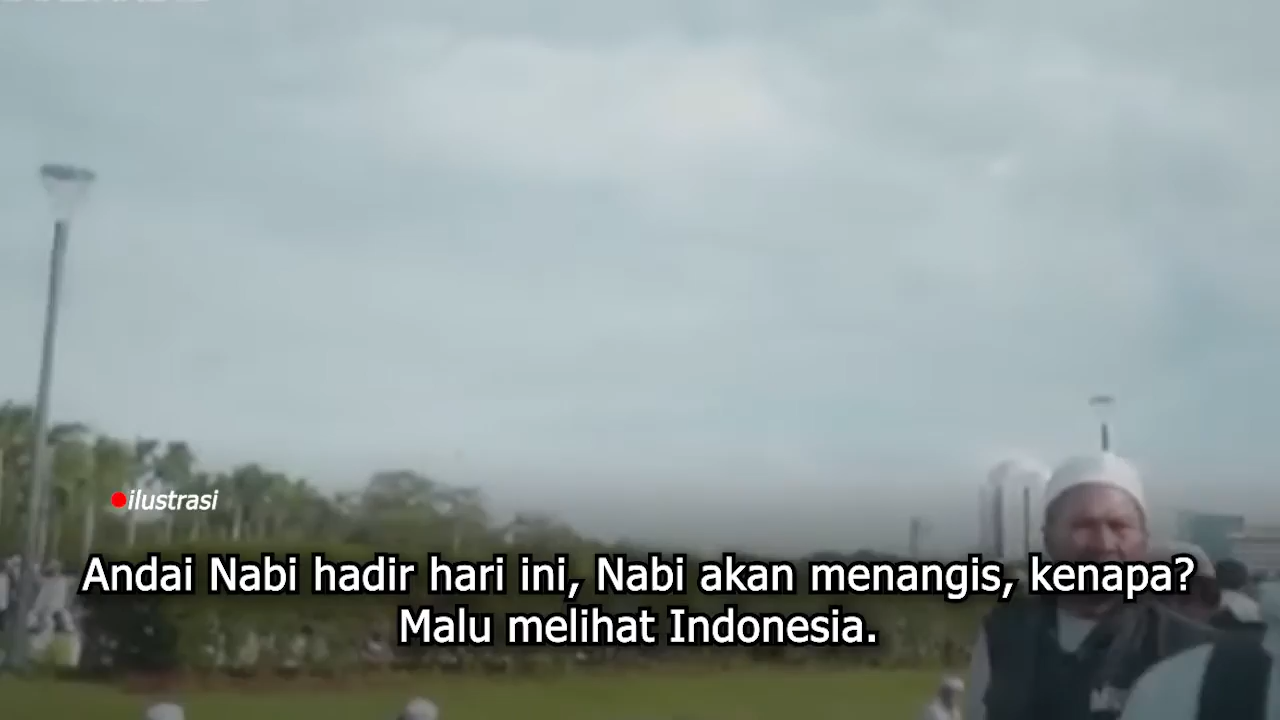 ilustrasi
Andai Nabi hadir hari ini, Nabi akan menangis, kenapa?
Malu melihat Indonesia.